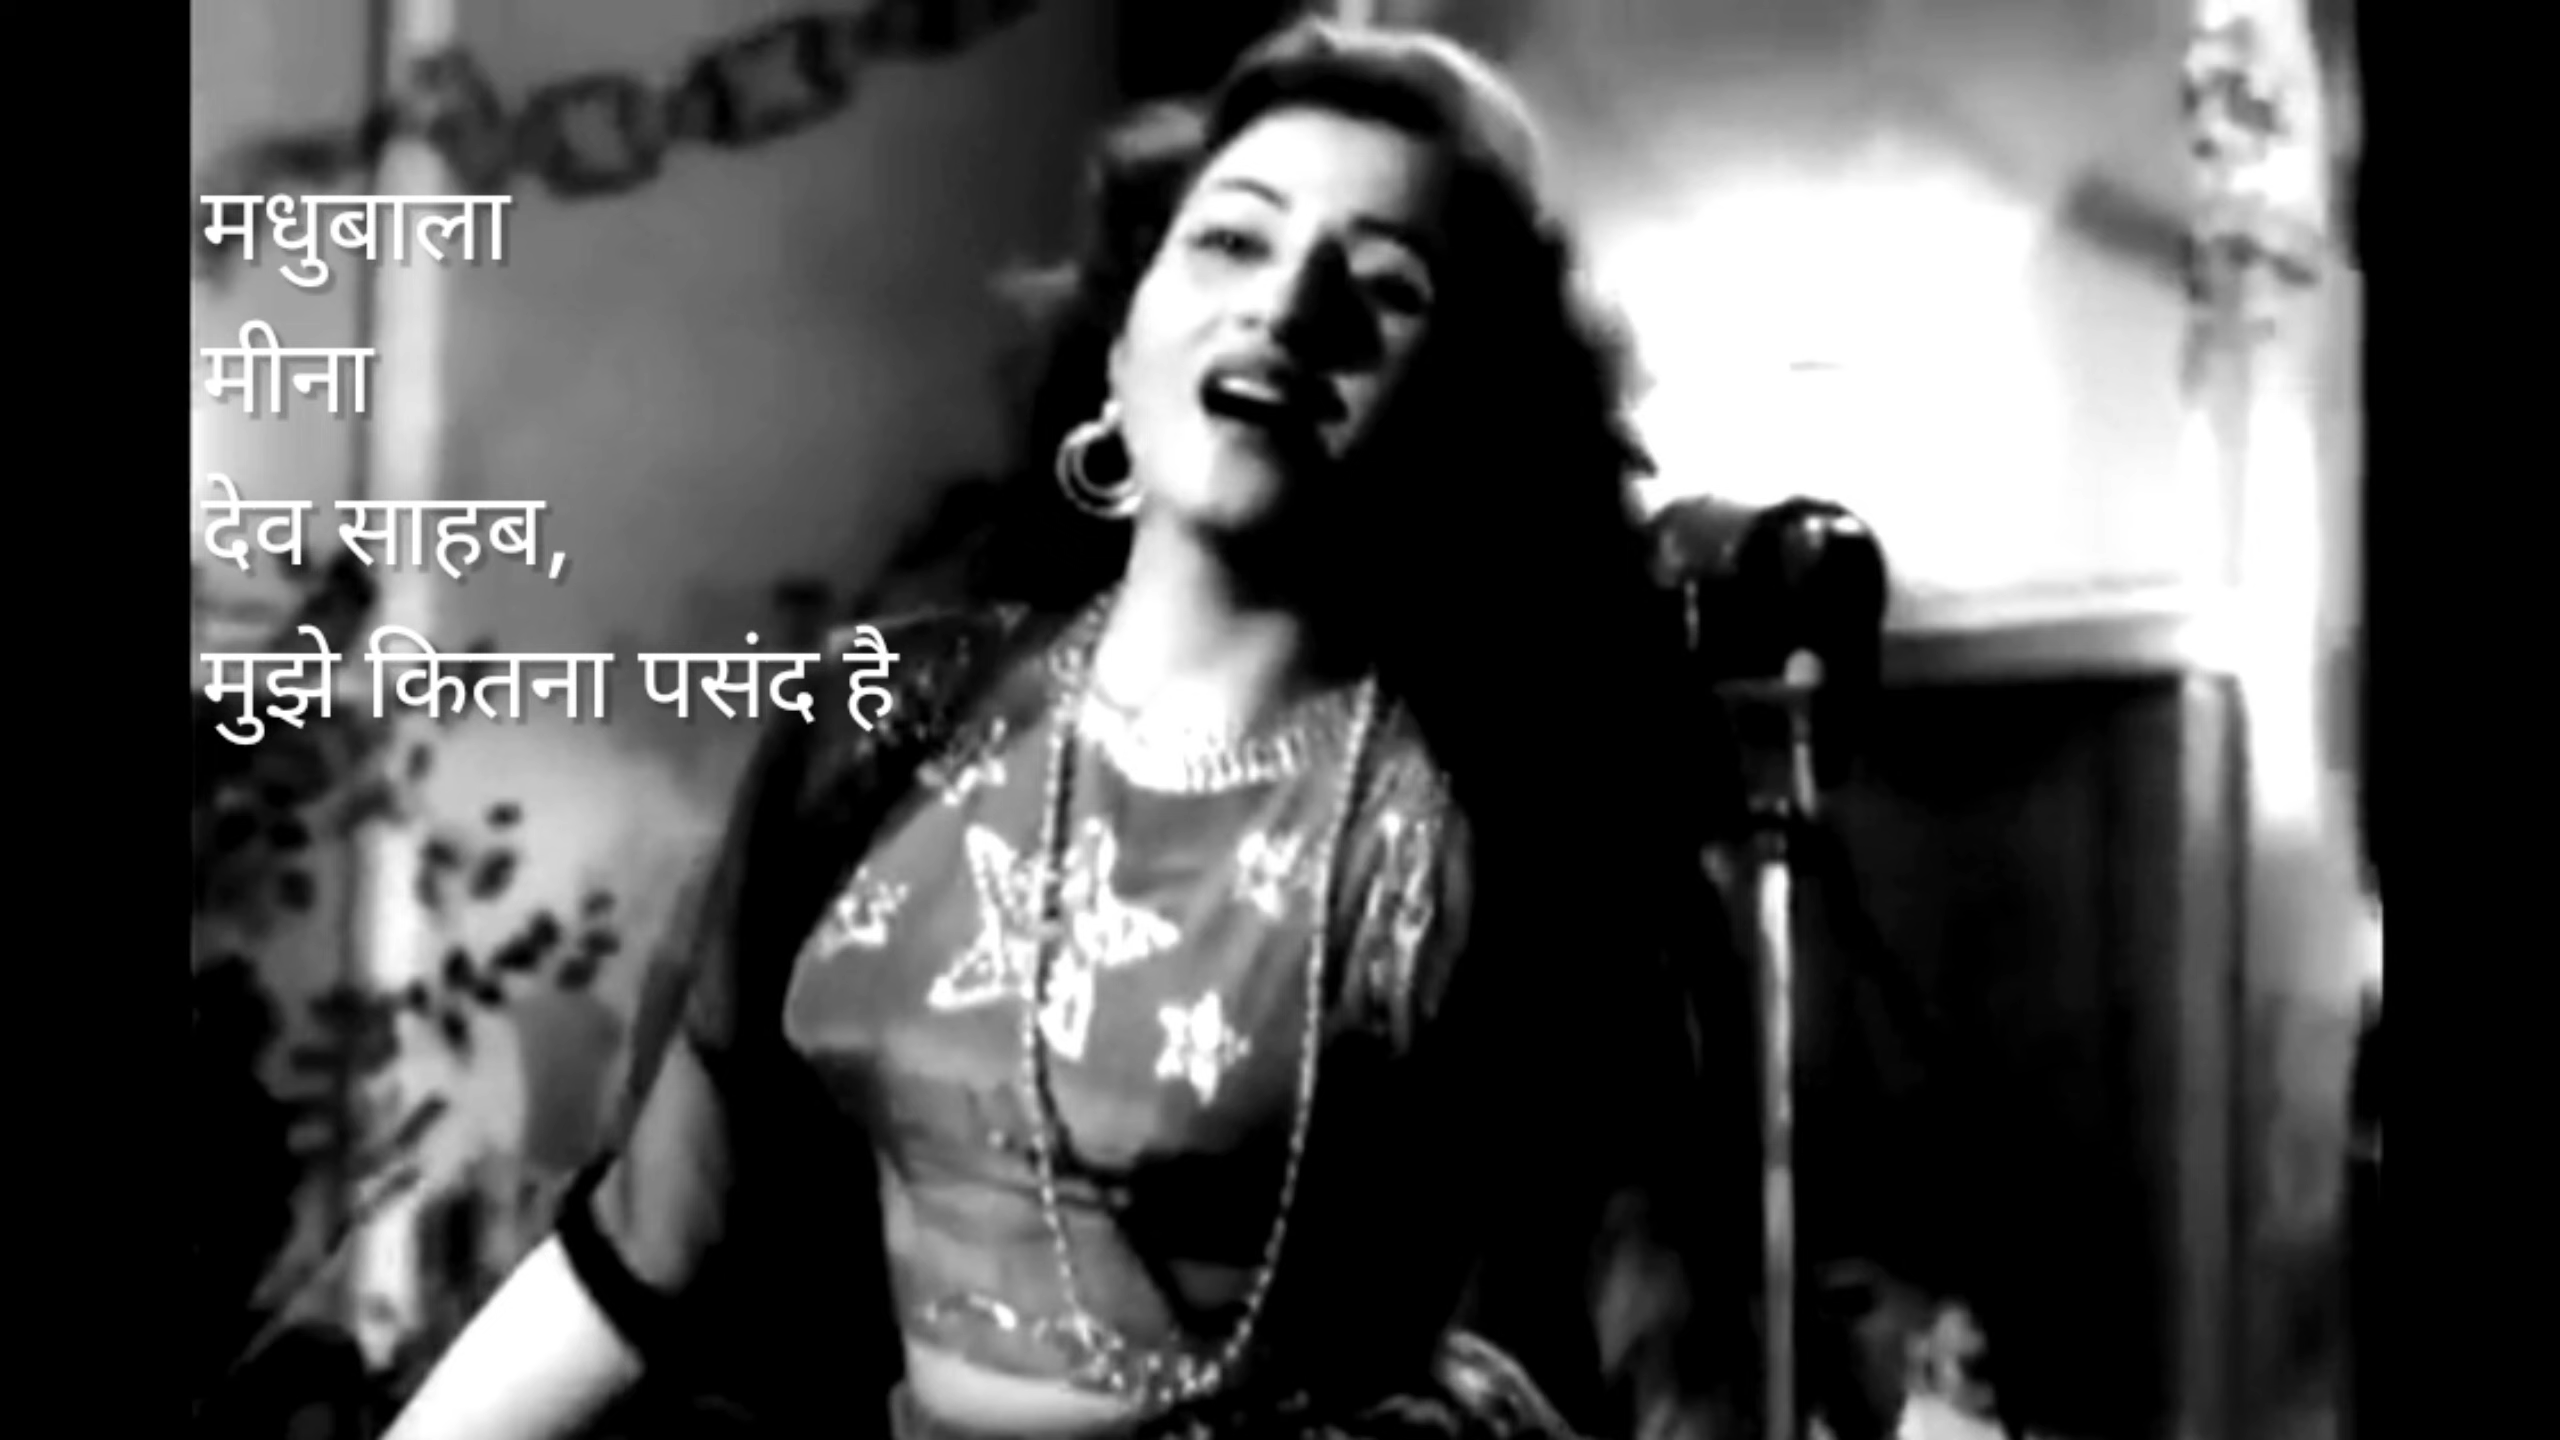 मधुबाला
मीना
देव साहब,
मुझे कितना पसंद है